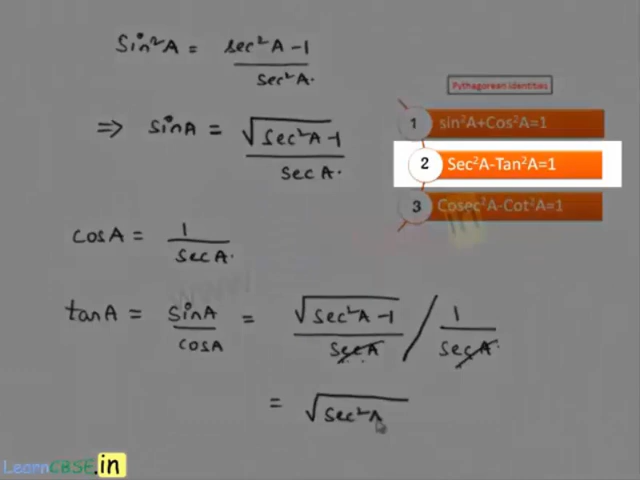 Sin²A = sec²A -1 / sec²A.
⇒ sinA = √sec²A -1 / sec A.
cosA = 1 / sec A.
tanA = sinA / cosA = √sec²A -1 / secA / 1 / secA.
= √sec²A
Pythagorean identities
1 sin²A+Cos²A=1
2 Sec²A-Tan²A=1
3 Cosec²A-Cot²A=1
LearnCBSE.in